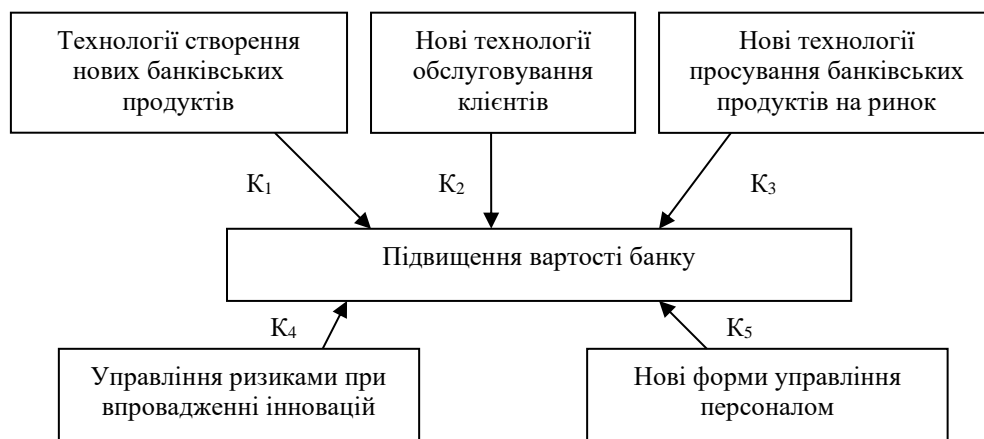 Технології створення
нових банківських
продуктів
Нові технології
обслуговування
клієнтів
Нові технології
просування банківських
продуктів на ринок
К₁
К₂
К₃
Підвищення вартості банку
К₄
К₅
Управління ризиками при
впровадженні інновацій
Нові форми управління
персоналом